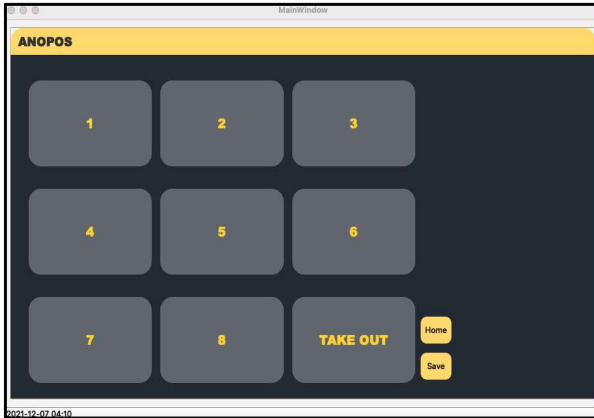 MainWindow
ANOPOS
1 2 3
4 5 6
7 8 TAKE OUT
Home
Save
2021-12-07 04:10